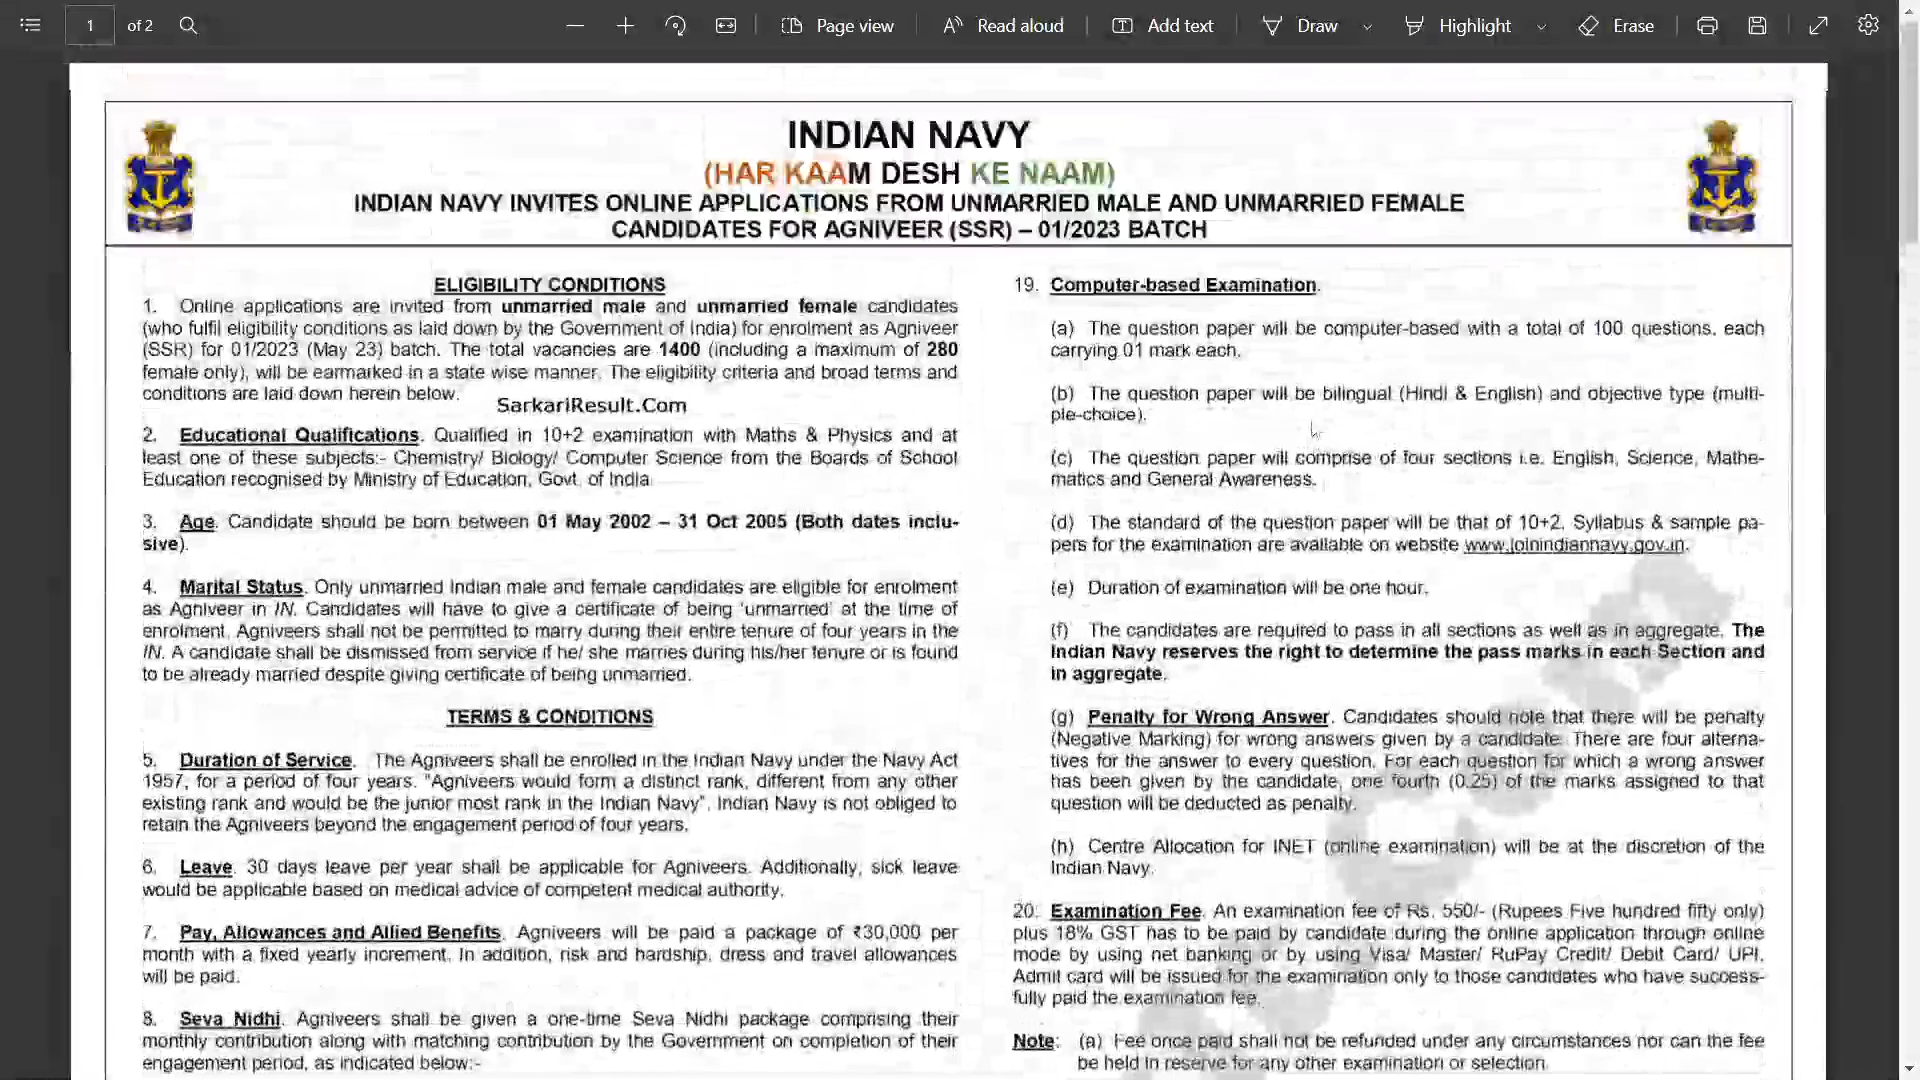 1 of 2 Page view Read aloud Add text Draw Highlight Erase
INDIAN NAVY
(HAR KAAM DESH KE NAAM)
INDIAN NAVY INVITES ONLINE APPLICATIONS FROM UNMARRIED MALE AND UNMARRIED FEMALE
CANDIDATES FOR AGNIVEER (SSR) – 01/2023 BATCH
ELIGIBILITY CONDITIONS
1. Online applications are invited from unmarried male and unmarried female candidates
(who fulfil eligibility conditions as laid down by the Government of India) for enrolment as Agniveer
(SSR) for 01/2023 (May 23) batch. The total vacancies are 1400 (including a maximum of 280
female only), will be earmarked in a state wise manner. The eligibility criteria and broad terms and
conditions are laid down herein below.
SarkariResult.Com
2. Educational Qualifications. Qualified in 10+2 examination with Maths & Physics and at
least one of these subjects:- Chemistry/ Biology/ Computer Science from the Boards of School
Education recognised by Ministry of Education, Govt. of India.
3. Age. Candidate should be born between 01 May 2002 – 31 Oct 2005 (Both dates inclu-
sive).
4. Marital Status. Only unmarried Indian male and female candidates are eligible for enrolment
as Agniveer in IN. Candidates will have to give a certificate of being 'unmarried' at the time of
enrolment. Agniveers shall not be permitted to marry during their entire tenure of four years in the
IN. A candidate shall be dismissed from service if he/ she marries during his/her tenure or is found
to be already married despite giving certificate of being unmarried.
TERMS & CONDITIONS
5. Duration of Service. The Agniveers shall be enrolled in the Indian Navy under the Navy Act
1957, for a period of four years. "Agniveers would form a distinct rank, different from any other
existing rank and would be the junior most rank in the Indian Navy". Indian Navy is not obliged to
retain the Agniveers beyond the engagement period of four years.
6. Leave. 30 days leave per year shall be applicable for Agniveers. Additionally, sick leave
would be applicable based on medical advice of competent medical authority.
7. Pay, Allowances and Allied Benefits. Agniveers will be paid a package of ₹30,000 per
month with a fixed yearly increment. In addition, risk and hardship, dress and travel allowances
will be paid.
8. Seva Nidhi. Agniveers shall be given a one-time Seva Nidhi package comprising their
monthly contribution along with matching contribution by the Government on completion of their
engagement period, as indicated below:-
19. Computer-based Examination.
(a) The question paper will be computer-based with a total of 100 questions, each
carrying 01 mark each.
(b) The question paper will be bilingual (Hindi & English) and objective type (multi-
ple-choice).
(c) The question paper will comprise of four sections i.e. English, Science, Mathe-
matics and General Awareness.
(d) The standard of the question paper will be that of 10+2. Syllabus & sample pa-
pers for the examination are available on website www.joinindiannavy.gov.in.
(e) Duration of examination will be one hour.
(f) The candidates are required to pass in all sections as well as in aggregate. The
Indian Navy reserves the right to determine the pass marks in each Section and
in aggregate.
(g) Penalty for Wrong Answer. Candidates should note that there will be penalty
(Negative Marking) for wrong answers given by a candidate. There are four alterna-
tives for the answer to every question. For each question for which a wrong answer
has been given by the candidate, one fourth (0.25) of the marks assigned to that
question will be deducted as penalty.
(h) Centre Allocation for INET (online examination) will be at the discretion of the
Indian Navy.
20. Examination Fee. An examination fee of Rs. 550/- (Rupees Five hundred fifty only)
plus 18% GST has to be paid by candidate during the online application through online
mode by using net banking or by using Visa/ Master/ RuPay Credit/ Debit Card/ UPI.
Admit card will be issued for the examination only to those candidates who have success-
fully paid the examination fee.
Note: (a) Fee once paid shall not be refunded under any circumstances nor can the fee
be held in reserve for any other examination or selection.